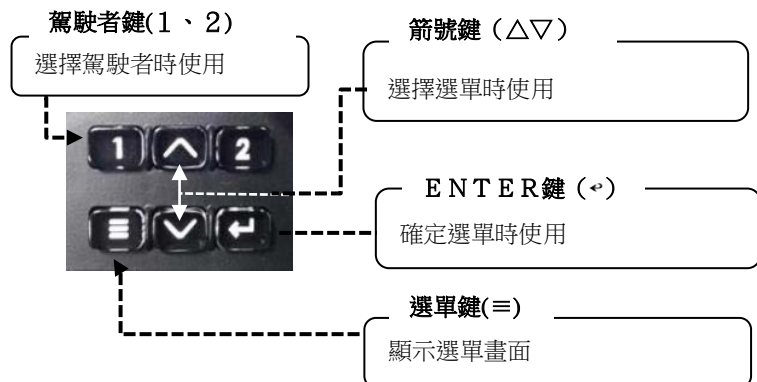 駕駛者鍵(1、2)
選擇駕駛者時使用
箭號鍵（△▽）
選擇選單時使用
1
2
ＥＮＴＥＲ鍵（↵）
確定選單時使用
選單鍵(≡)
顯示選單畫面